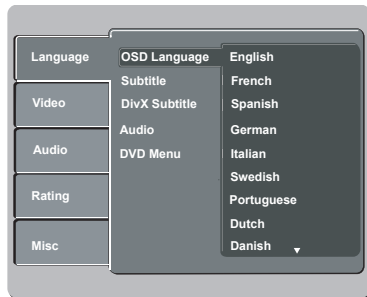 Language
Video
Audio
Rating
Misc
OSD Language
Subtitle
DivX Subtitle
Audio
DVD Menu
English
French
Spanish
German
Italian
Swedish
Portuguese
Dutch
Danish